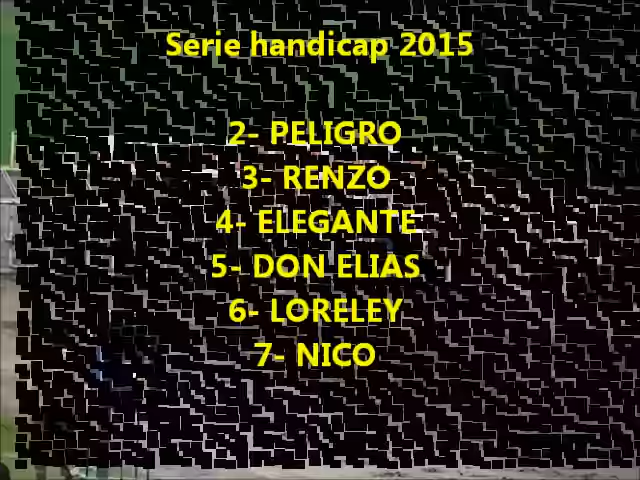 Serie handicap 2015
2- PELIGRO
3- RENZO
4- ELEGANTE
5- DON ELIAS
6- LORELEY
7- NICO